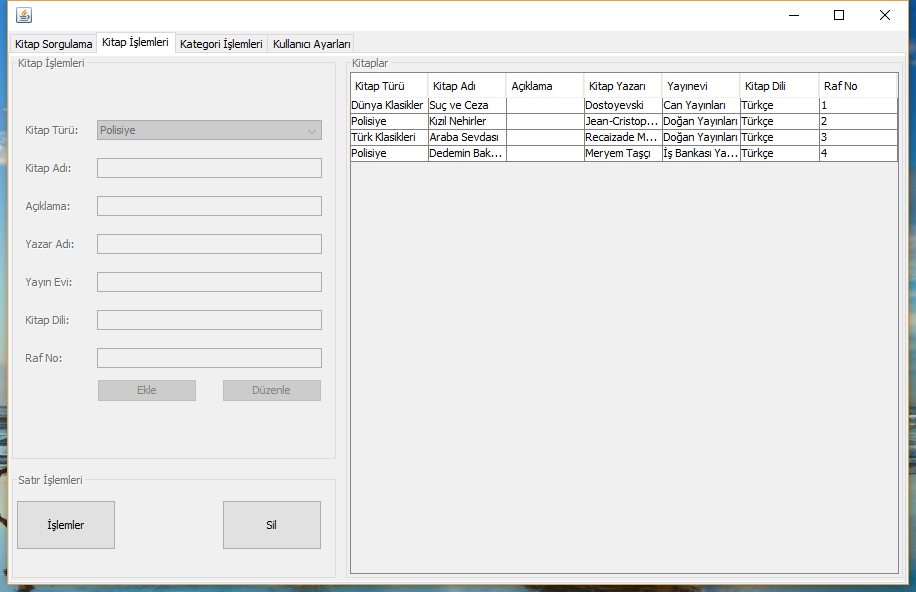 Kitap Sorgulama Kitap İşlemleri Kategori İşlemleri Kullanıcı Ayarları
Kitap İşlemleri
Kitap Türü: Polisiye
Kitap Adı:
Açıklama:
Yazar Adı:
Yayın Evi:
Kitap Dili:
Raf No:
Ekle Düzenle
Satır İşlemleri
İşlemler Sil
Kitaplar
Kitap Türü Kitap Adı Açıklama Kitap Yazarı Yayınevi Kitap Dili Raf No
Dünya Klasikler Suç ve Ceza Dostoyevski Can Yayınları Türkçe 1
Polisiye Kızıl Nehirler Jean-Cristop... Doğan Yayınları Türkçe 2
Türk Klasikleri Araba Sevdası Recaizade M... Doğan Yayınları Türkçe 3
Polisiye Dedemin Bak... Meryem Taşçı İş Bankası Ya... Türkçe 4